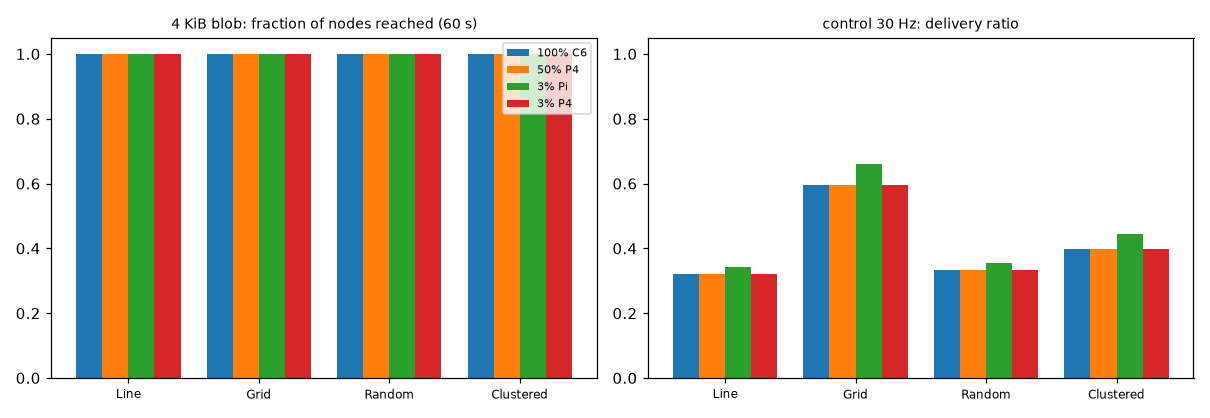 4 KiB blob: fraction of nodes reached (60 s)
1.0
0.8
0.6
0.4
0.2
0.0
100% C6
50% P4
3% Pi
3% P4
Line
Grid
Random
Clustered
control 30 Hz: delivery ratio
1.0
0.8
0.6
0.4
0.2
0.0
Line
Grid
Random
Clustered